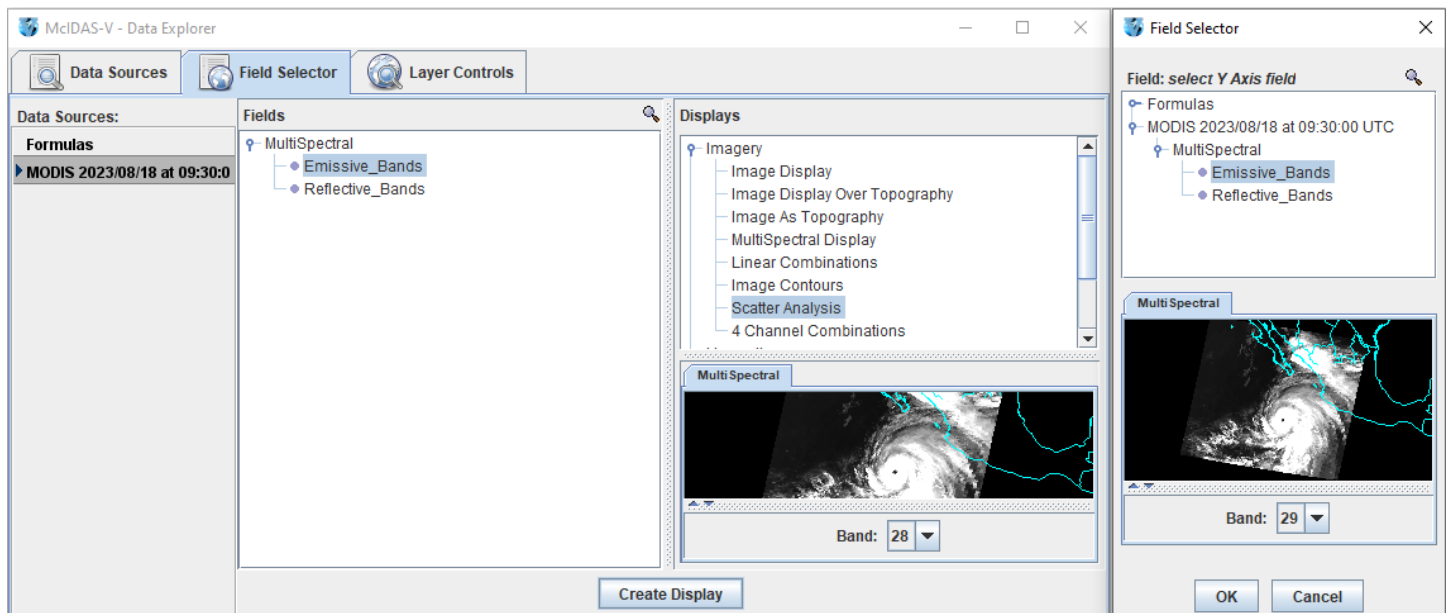 McIDAS-V - Data Explorer
Data Sources
Field Selector
Layer Controls
Data Sources:
Formulas
MODIS 2023/08/18 at 09:30:0
Fields
MultiSpectral
Emissive_Bands
Reflective_Bands
Displays
Imagery
Image Display
Image Display Over Topography
Image As Topography
MultiSpectral Display
Linear Combinations
Image Contours
Scatter Analysis
4 Channel Combinations
MultiSpectral
Band: 28
Create Display
Field Selector
Field: select Y Axis field
Formulas
MODIS 2023/08/18 at 09:30:00 UTC
MultiSpectral
Emissive_Bands
Reflective_Bands
MultiSpectral
Band: 29
OK
Cancel